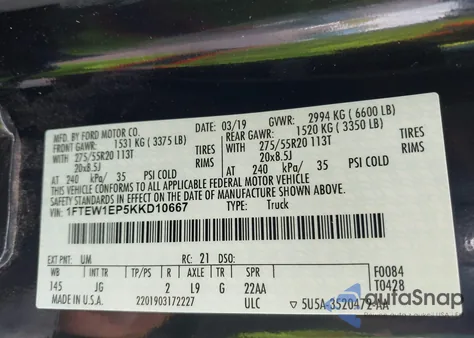 MFD. BY FORD MOTOR CO.
DATE: 03/19 GVWR: 2994 KG (6600 LB)
FRONT GAWR: 1531 KG (3375 LB) REAR GAWR: 1520 KG (3350 LB)
WITH 275/55R20 113T TIRES WITH 275/55R20 113T TIRES
20x8.5J RIMS 20x8.5J RIMS
AT 240 kPa/ 35 PSI COLD AT 240 kPa/ 35 PSI COLD
THIS VEHICLE CONFORMS TO ALL APPLICABLE FEDERAL MOTOR VEHICLE
SAFETY STANDARDS IN EFFECT ON THE DATE OF MANUFACTURE SHOWN ABOVE.
VIN: 1FTEW1EP5KKD10667 TYPE: Truck
EXT PNT: UM RC: 21 DSO:
WB INT TR TP/PS R AXLE TR SPR F0084
145 JG 2 L9 G 22AA T0428
MADE IN U.S.A. 2201903172227 ULC 5U5A-3520472-AA
autoSnap